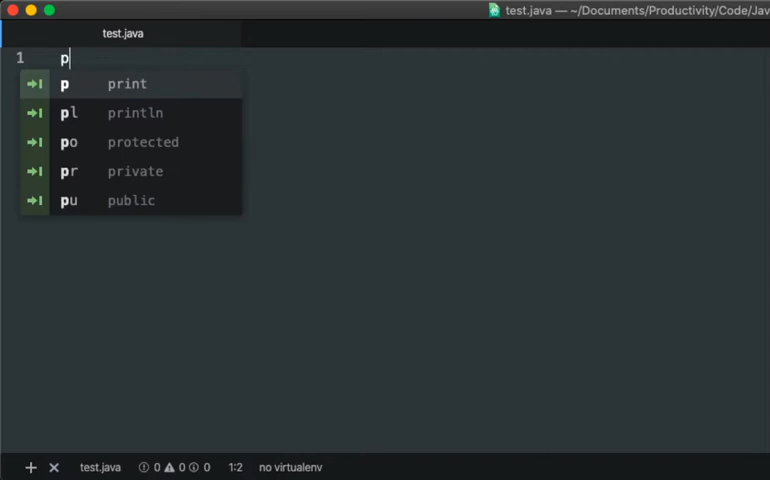 test.java — ~/Documents/Productivity/Code/Jav
test.java
1 p
p print
pl println
po protected
pr private
pu public
test.java 0 0 0 1:2 no virtualenv